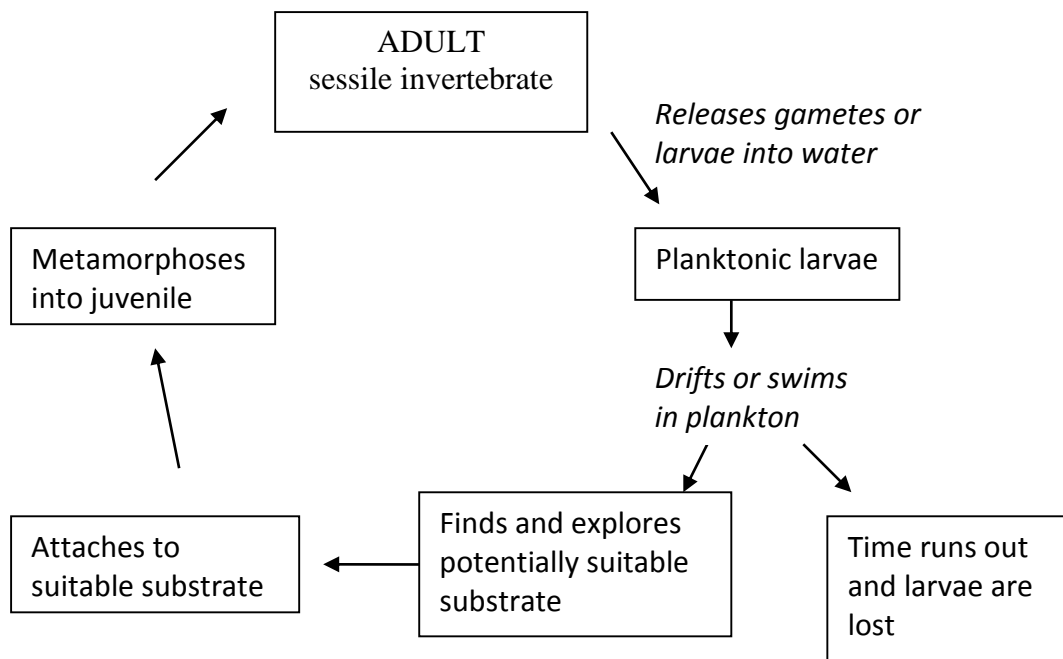 ADULT
sessile invertebrate
Releases gametes or
larvae into water
Planktonic larvae
Drifts or swims
in plankton
Time runs out
and larvae are
lost
Finds and explores
potentially suitable
substrate
Attaches to
suitable substrate
Metamorphoses
into juvenile